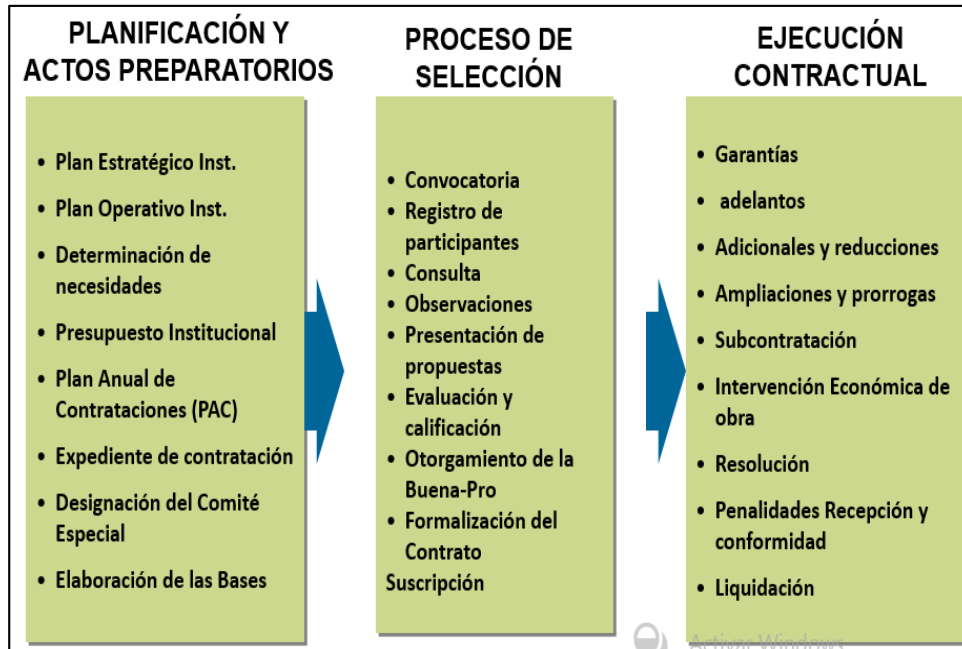 PLANIFICACIÓN Y
ACTOS PREPARATORIOS
• Plan Estratégico Inst.
• Plan Operativo Inst.
• Determinación de
necesidades
• Presupuesto Institucional
• Plan Anual de
Contrataciones (PAC)
• Expediente de contratación
• Designación del Comité
Especial
• Elaboración de las Bases
PROCESO DE
SELECCIÓN
• Convocatoria
• Registro de
participantes
• Consulta
• Observaciones
• Presentación de
propuestas
• Evaluación y
calificación
• Otorgamiento de la
Buena-Pro
• Formalización del
Contrato
Suscripción
EJECUCIÓN
CONTRACTUAL
• Garantías
• adelantos
• Adicionales y reducciones
• Ampliaciones y prorrogas
• Subcontratación
• Intervención Económica de
obra
• Resolución
• Penalidades Recepción y
conformidad
• Liquidación
Activar Windows